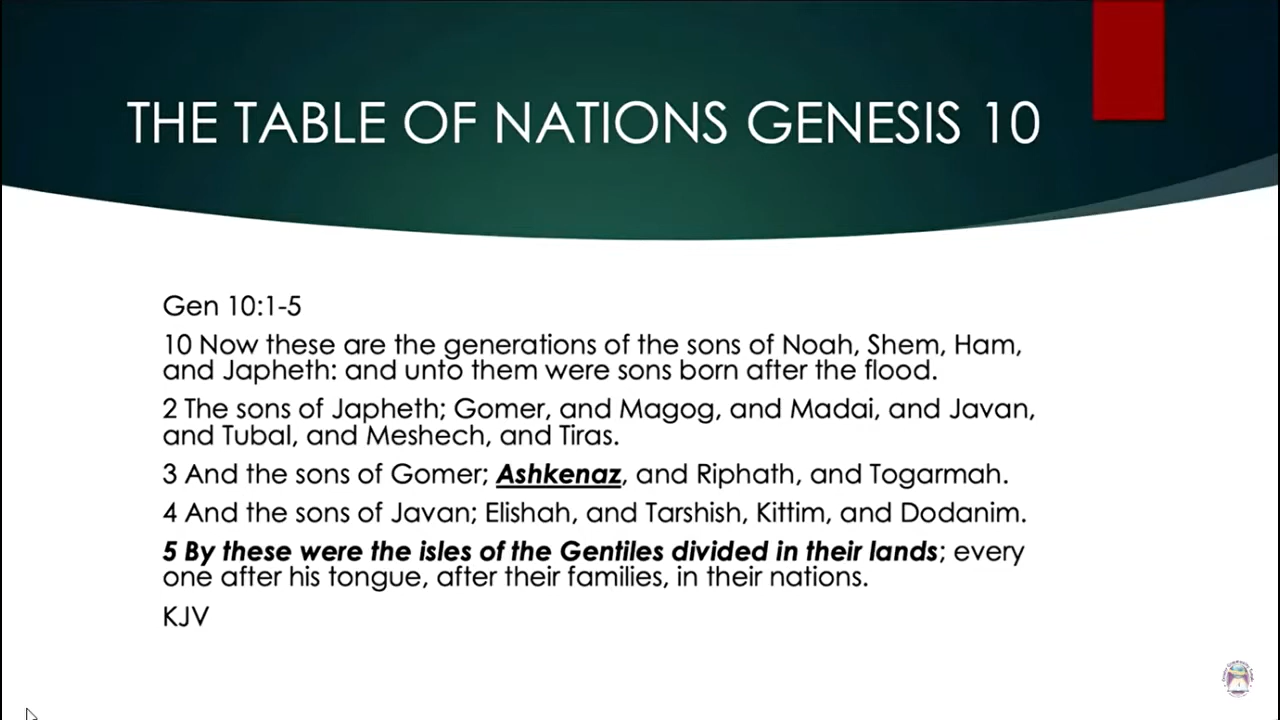 THE TABLE OF NATIONS GENESIS 10
Gen 10:1-5
10 Now these are the generations of the sons of Noah, Shem, Ham,
and Japheth: and unto them were sons born after the flood.
2 The sons of Japheth; Gomer, and Magog, and Madai, and Javan,
and Tubal, and Meshech, and Tiras.
3 And the sons of Gomer; Ashkenaz, and Riphath, and Togarmah.
4 And the sons of Javan; Elishah, and Tarshish, Kittim, and Dodanim.
5 By these were the isles of the Gentiles divided in their lands; every
one after his tongue, after their families, in their nations.
KJV